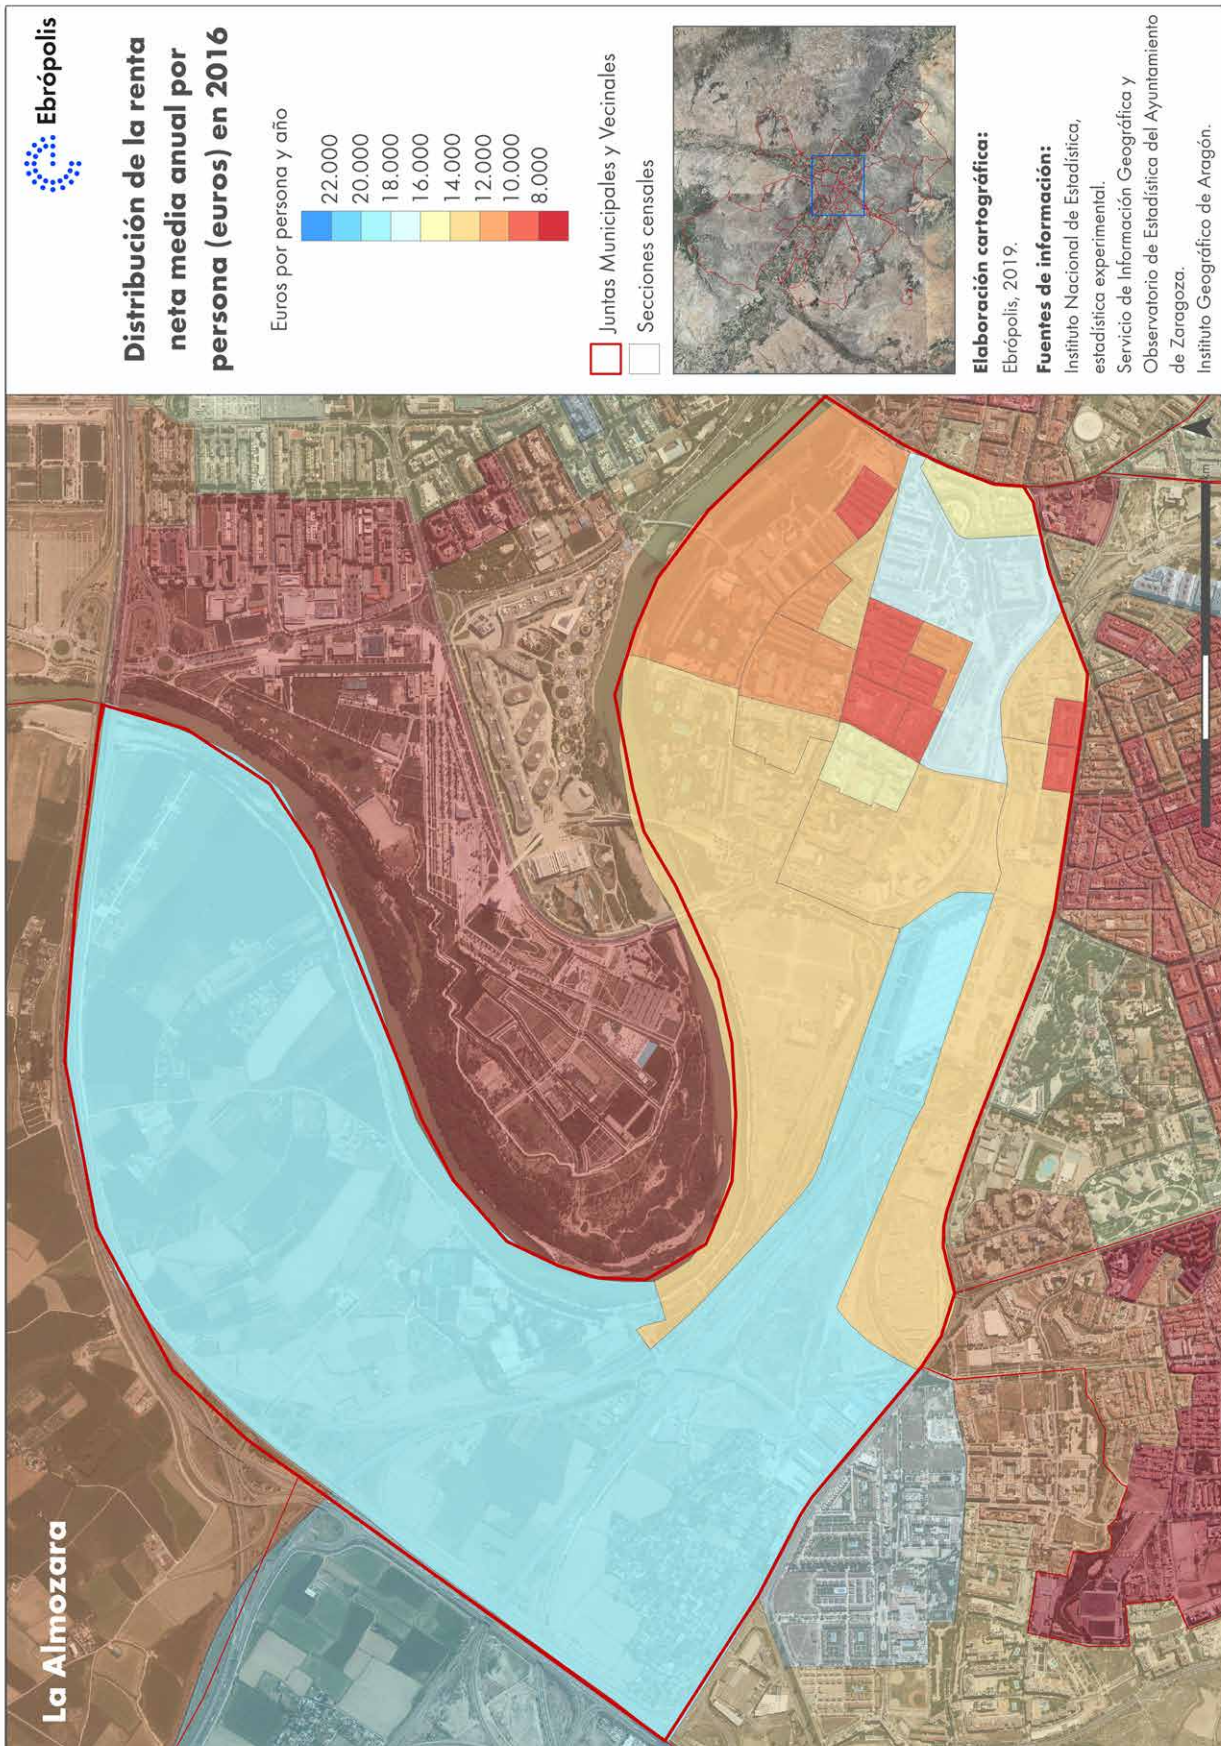 La Almozara
Ebrópolis
Distribución de la renta
neta media anual por
persona (euros) en 2016
Euros por persona y año
22.000
20.000
18.000
16.000
14.000
12.000
10.000
8.000
Juntas Municipales y Vecinales
Secciones censales
Elaboración cartográfica:
Ebrópolis, 2019.
Fuentes de información:
Instituto Nacional de Estadística,
estadística experimental.
Servicio de Información Geográfica y
Observatorio de Estadística del Ayuntamiento
de Zaragoza.
Instituto Geográfico de Aragón.